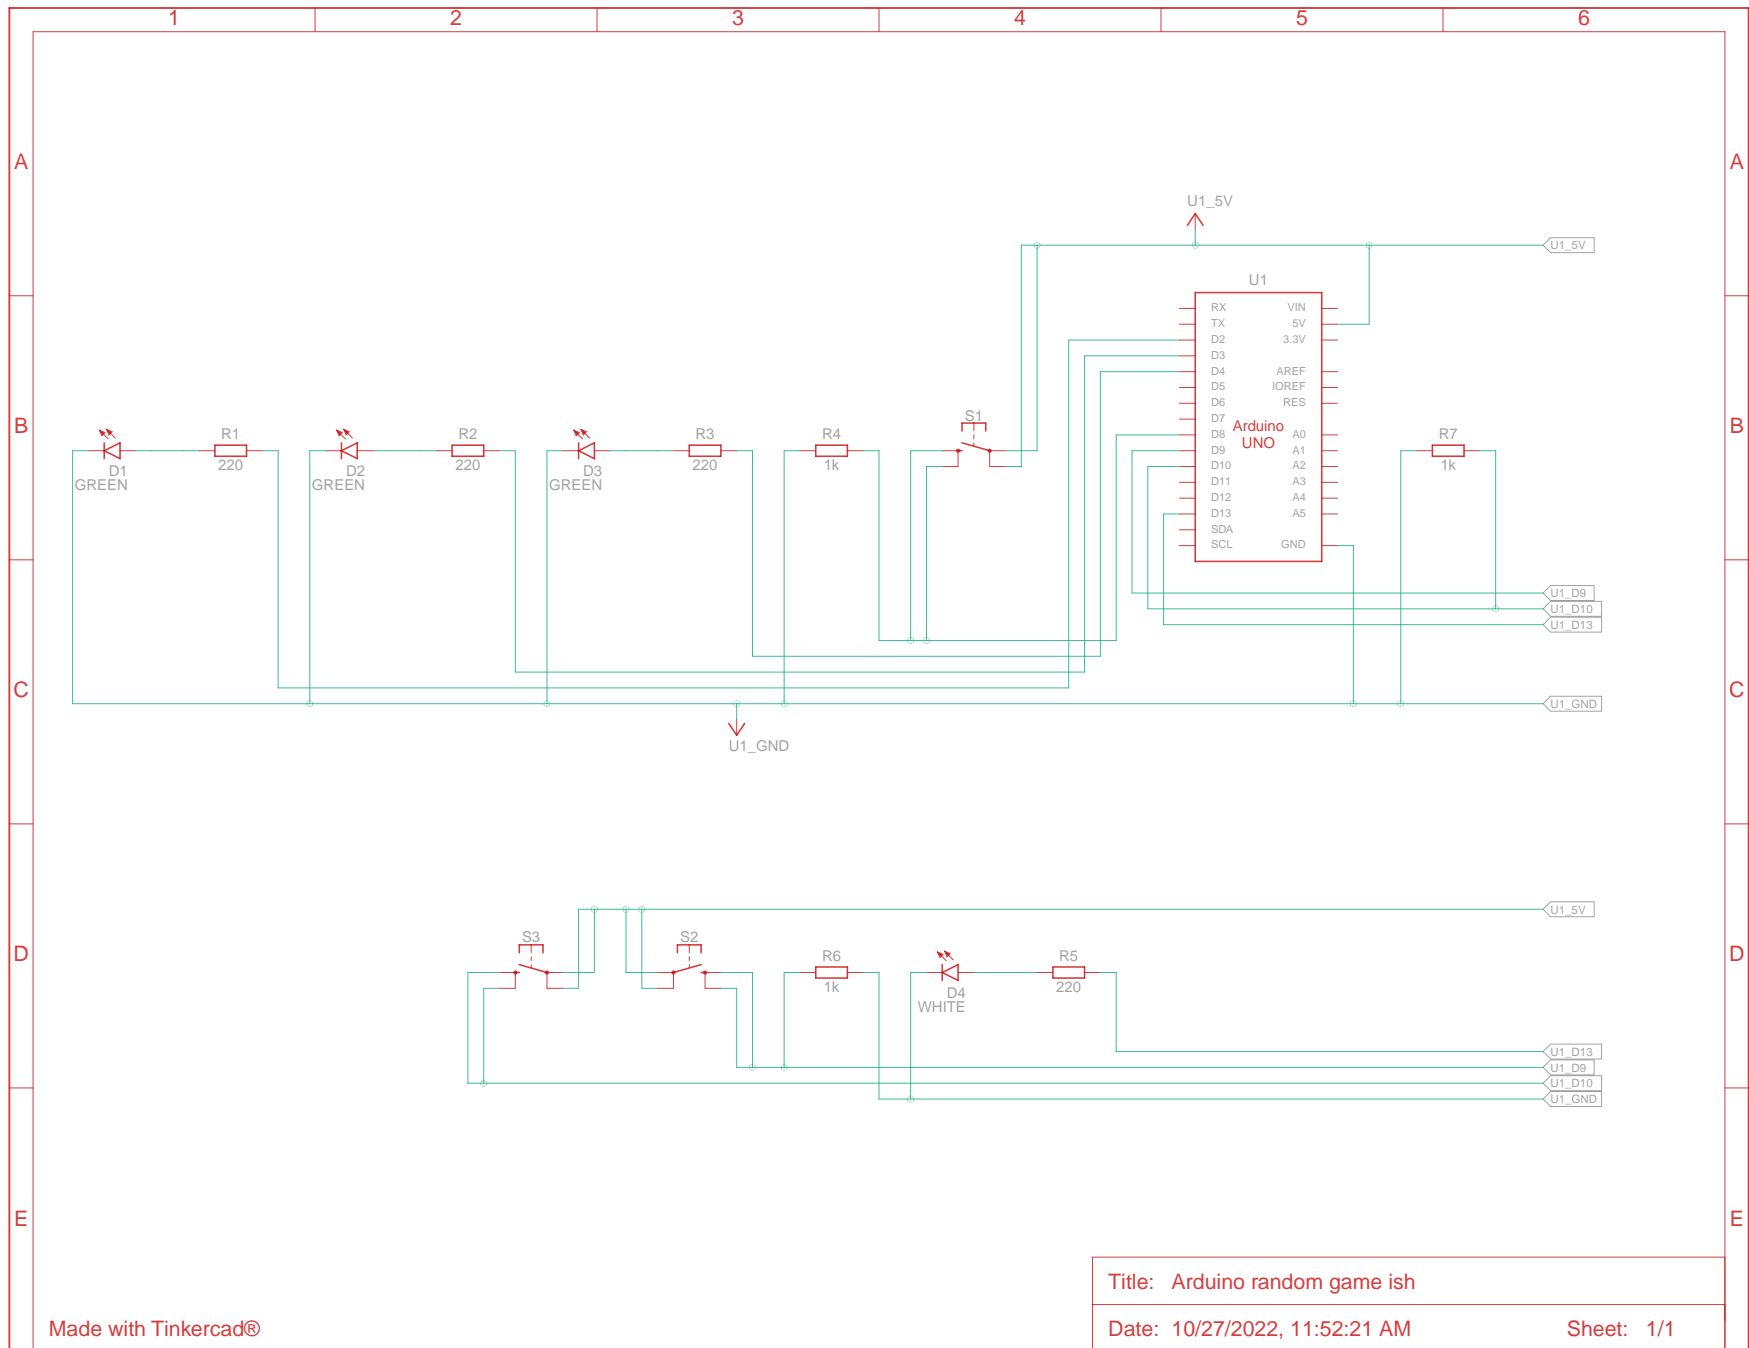 1 2 3 4 5 6
A A
U1_5V
U1_5V
U1
RX VIN
TX 5V
D2 3.3V
D3
D4 AREF
D5 IOREF
D6 RES
D7
D8 A0
D9 A1
D10 A2
D11 A3
D12 A4
D13 A5
SDA
SCL GND
Arduino
UNO
B B
R1 R2 R3 R4 S1 R7
220 220 220 1k 1k
D1 D2 D3
GREEN GREEN GREEN
U1_D9
U1_D10
U1_D13
C C
U1_GND
U1_GND
U1_5V
D D
S3 S2 R6 R5
1k D4 220
WHITE
U1_D13
U1_D9
U1_D10
U1_GND
E E
Title: Arduino random game ish
Made with Tinkercad®
Date: 10/27/2022, 11:52:21 AM Sheet: 1/1